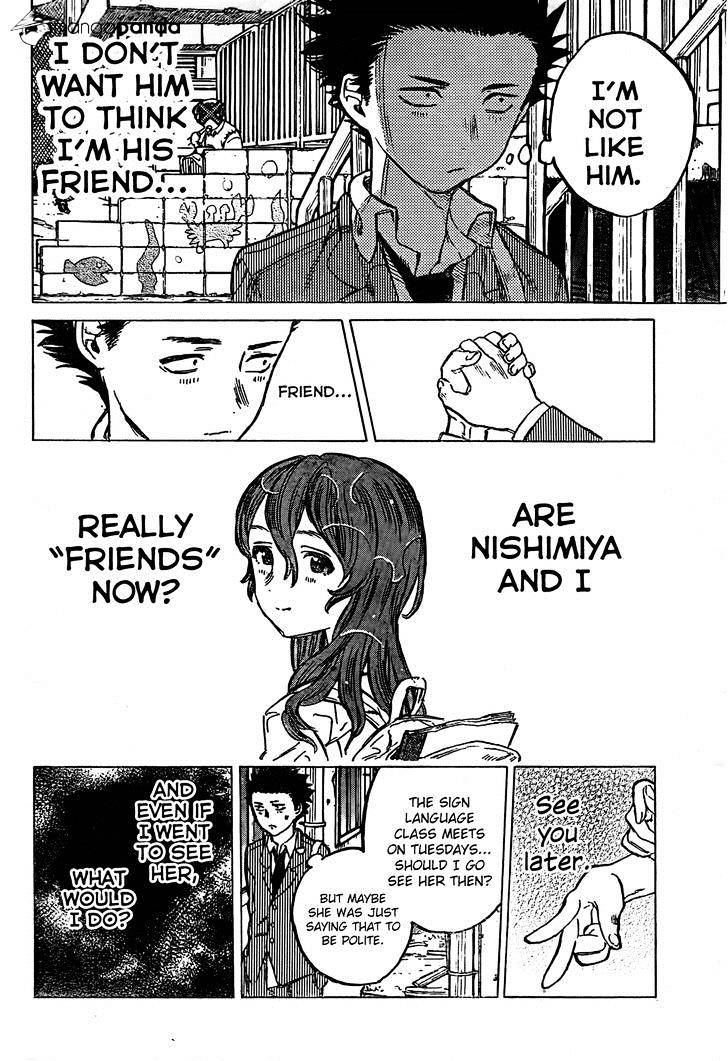 mangapanda
I'M
NOT
LIKE
HIM.
I DON'T
WANT HIM
TO THINK
I'M HIS
FRIEND...
FRIEND...
ARE
NISHIMIYA
AND I
REALLY
"FRIENDS"
NOW?
See
you
later.
THE SIGN
LANGUAGE
CLASS MEETS
ON TUESDAYS...
SHOULD I GO
SEE HER THEN?
BUT MAYBE
SHE WAS JUST
SAYING THAT TO
BE POLITE.
AND
EVEN IF
I WENT
TO SEE
HER,
WHAT
WOULD
I DO?